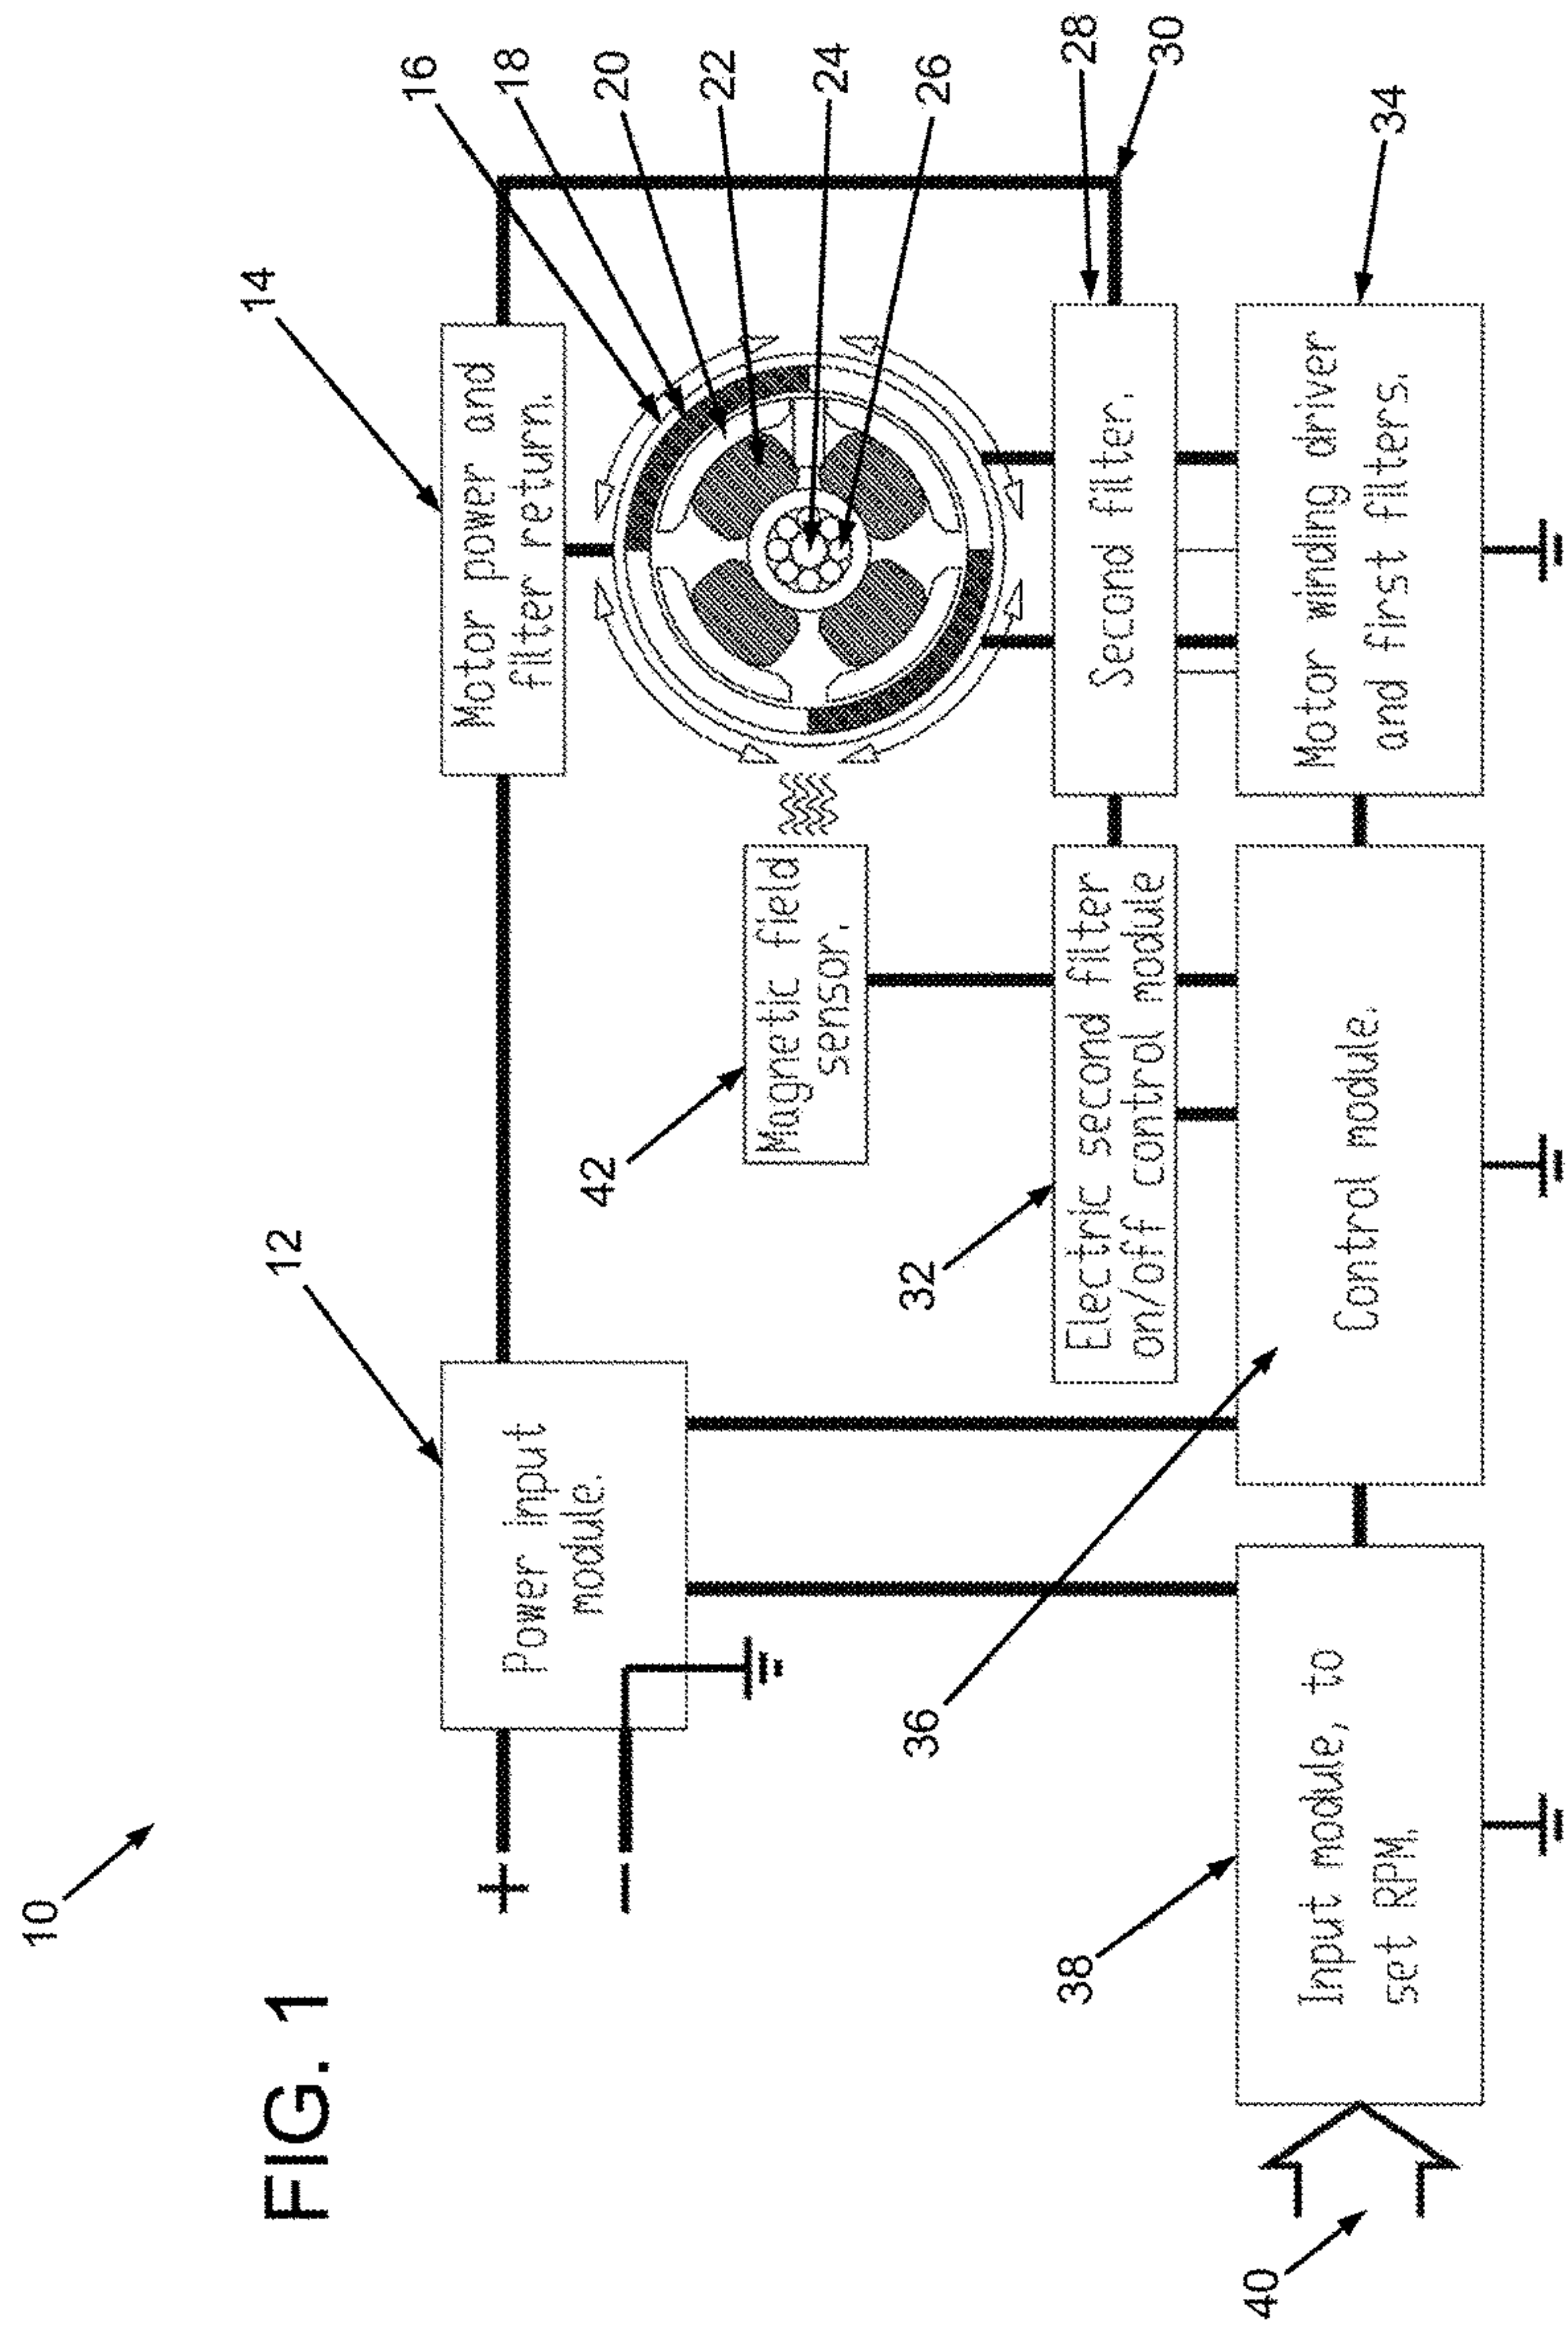 FIG. 1
10
12
14
16
18
20
22
24
26
28
30
34
Motor power and
filter return.
Power input
module.
+
−
42
Magnetic field
sensor.
32
Electric second filter
on/off control module
Second filter.
Motor winding driver
and first filters.
36
Control module.
38
Input module, to
set RPM.
40